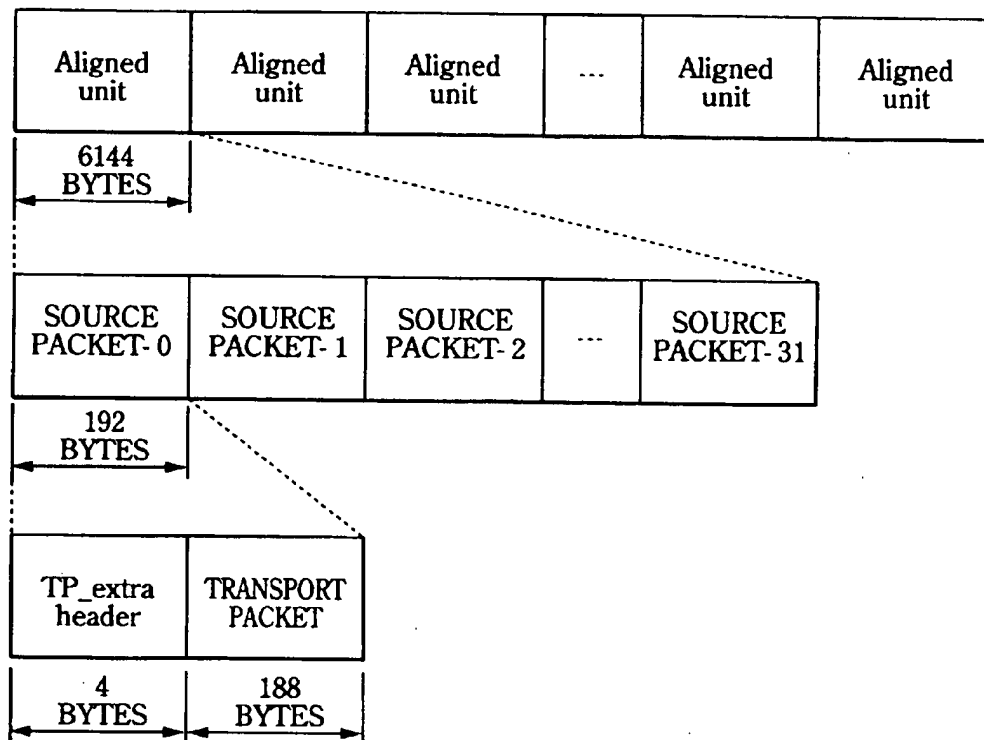 Aligned unit
Aligned unit
Aligned unit
---
Aligned unit
Aligned unit
6144
BYTES
SOURCE PACKET-0
SOURCE PACKET-1
SOURCE PACKET-2
---
SOURCE PACKET-31
192
BYTES
TP_extra header
TRANSPORT PACKET
4
BYTES
188
BYTES